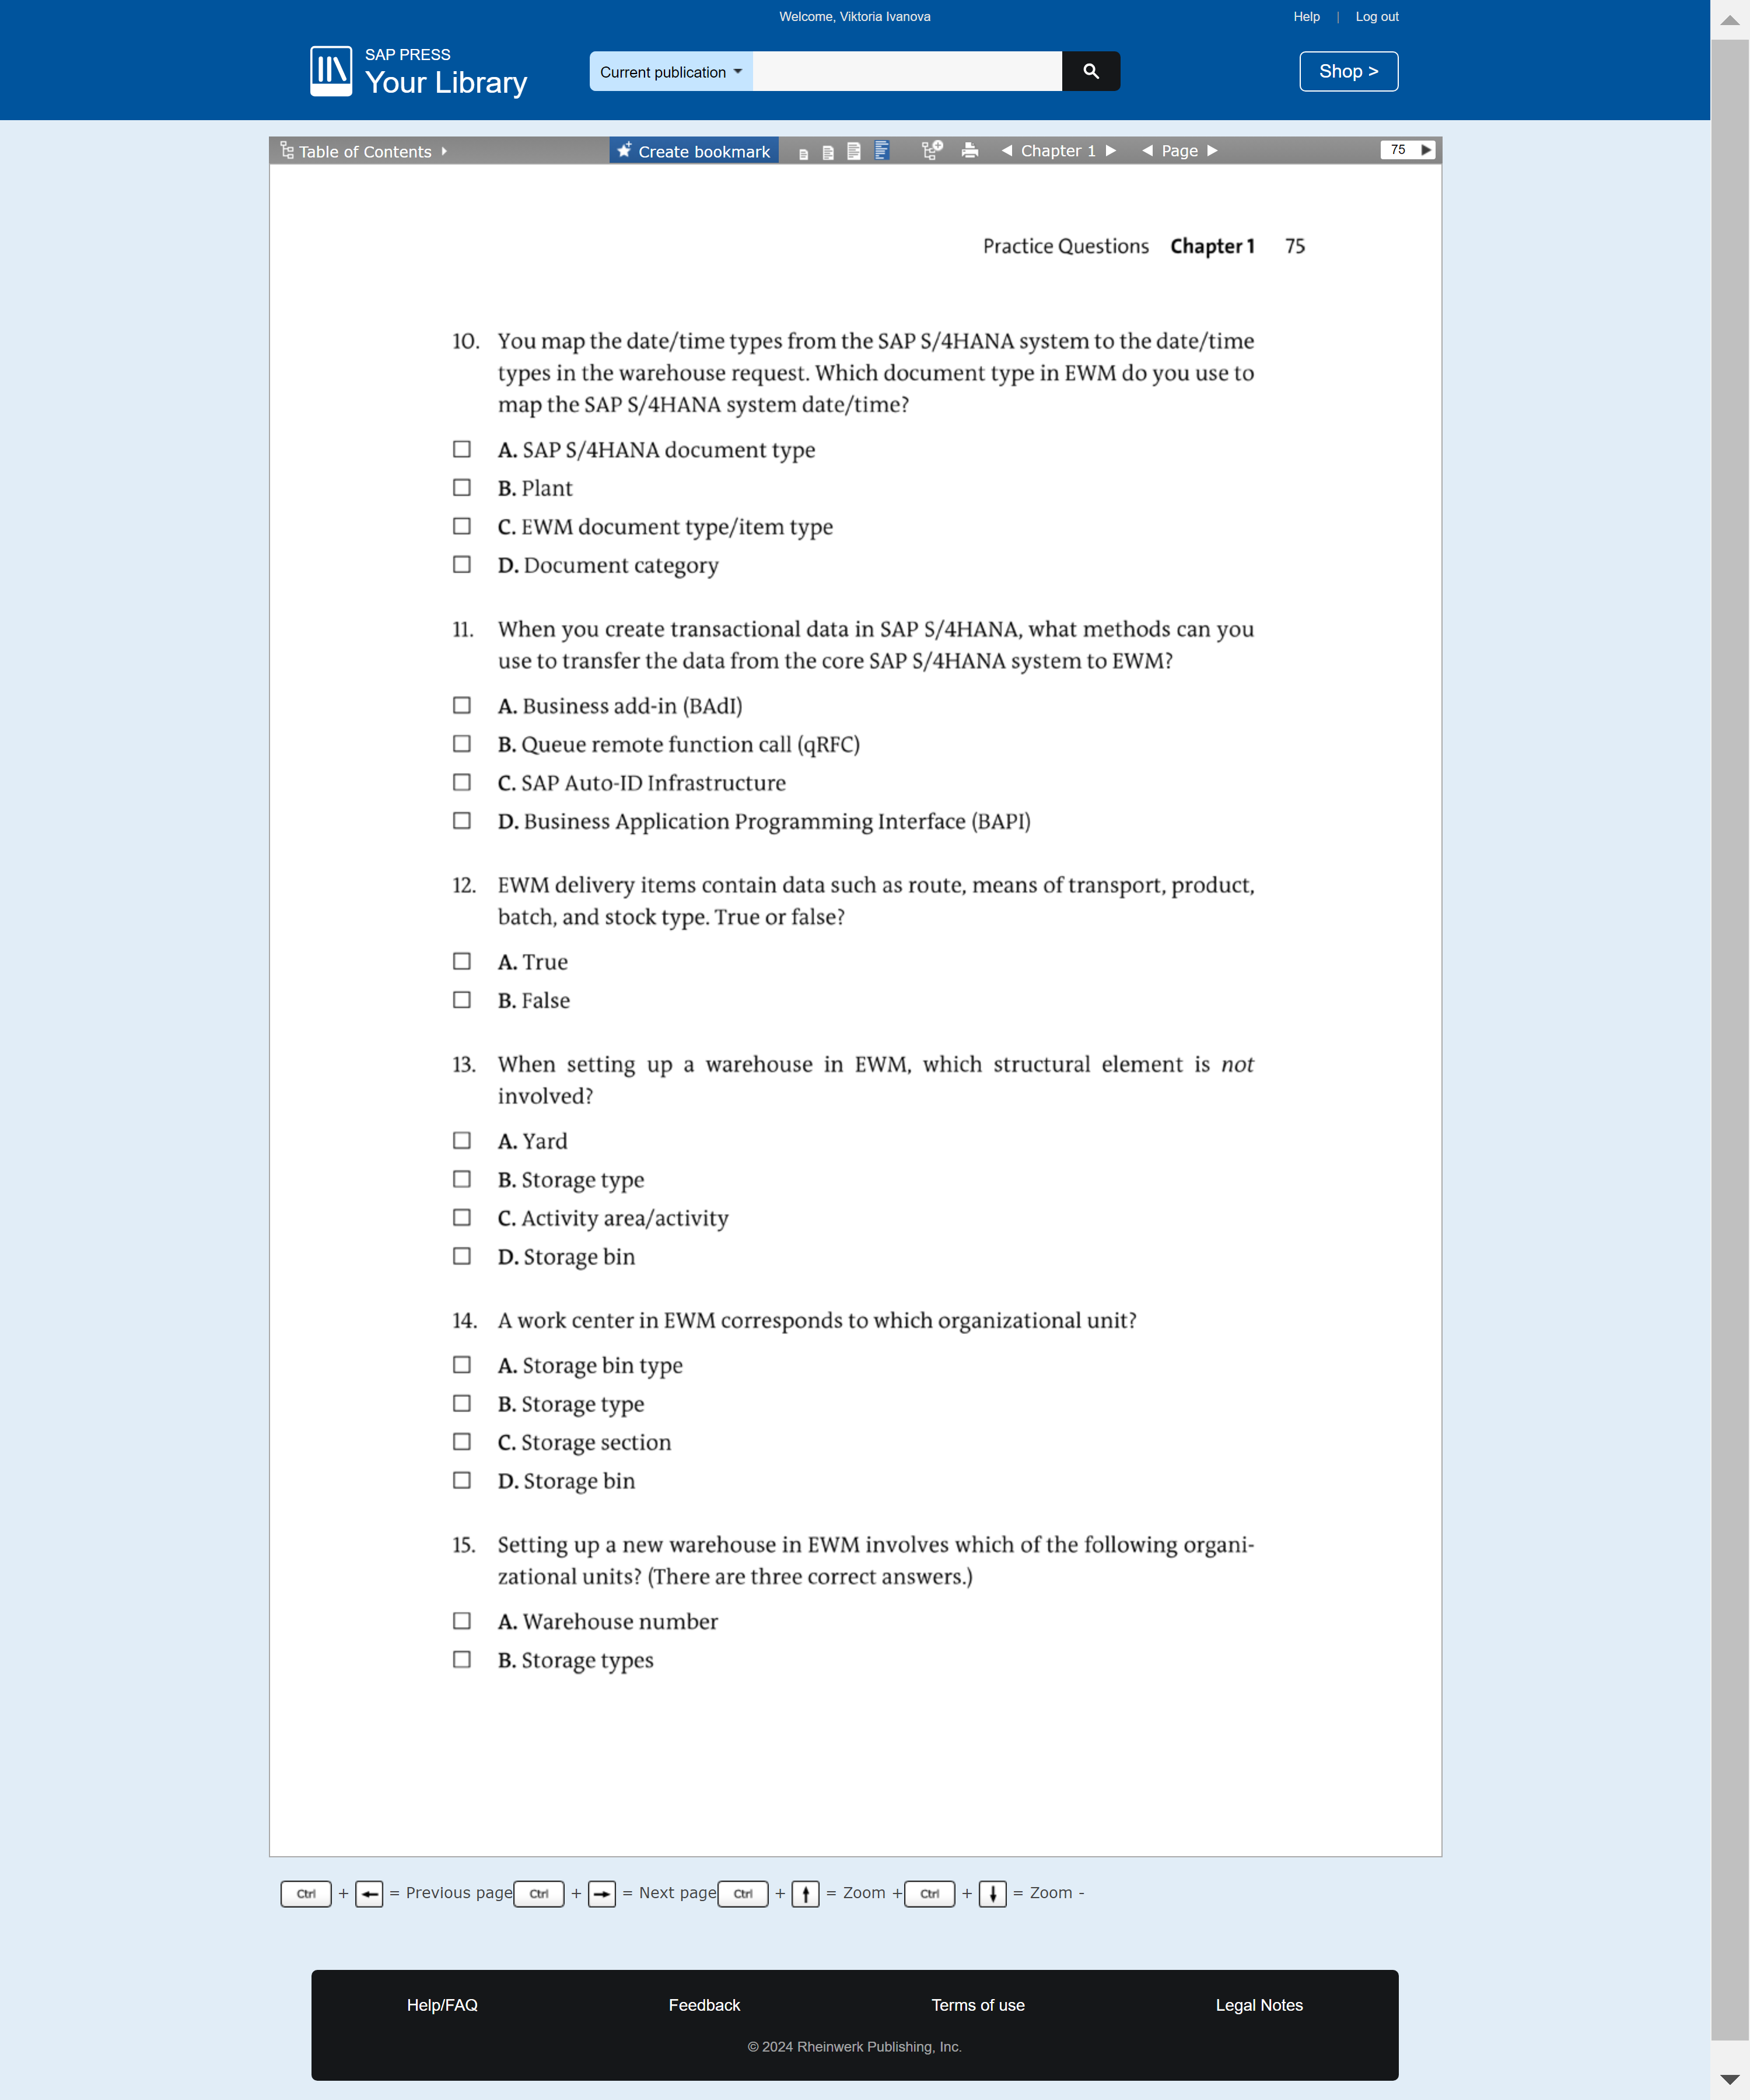 Welcome, Viktoria Ivanova
Help | Log out
SAP PRESS
Your Library
Current publication
Shop >
Table of Contents
Create bookmark
Chapter 1
Page
75
Practice Questions Chapter 1 75
10. You map the date/time types from the SAP S/4HANA system to the date/time
types in the warehouse request. Which document type in EWM do you use to
map the SAP S/4HANA system date/time?
A. SAP S/4HANA document type
B. Plant
C. EWM document type/item type
D. Document category
11. When you create transactional data in SAP S/4HANA, what methods can you
use to transfer the data from the core SAP S/4HANA system to EWM?
A. Business add-in (BAdI)
B. Queue remote function call (qRFC)
C. SAP Auto-ID Infrastructure
D. Business Application Programming Interface (BAPI)
12. EWM delivery items contain data such as route, means of transport, product,
batch, and stock type. True or false?
A. True
B. False
13. When setting up a warehouse in EWM, which structural element is not
involved?
A. Yard
B. Storage type
C. Activity area/activity
D. Storage bin
14. A work center in EWM corresponds to which organizational unit?
A. Storage bin type
B. Storage type
C. Storage section
D. Storage bin
15. Setting up a new warehouse in EWM involves which of the following organi-
zational units? (There are three correct answers.)
A. Warehouse number
B. Storage types
Ctrl + ← = Previous page Ctrl + → = Next page Ctrl + ↑ = Zoom + Ctrl + ↓ = Zoom -
Help/FAQ
Feedback
Terms of use
Legal Notes
© 2024 Rheinwerk Publishing, Inc.